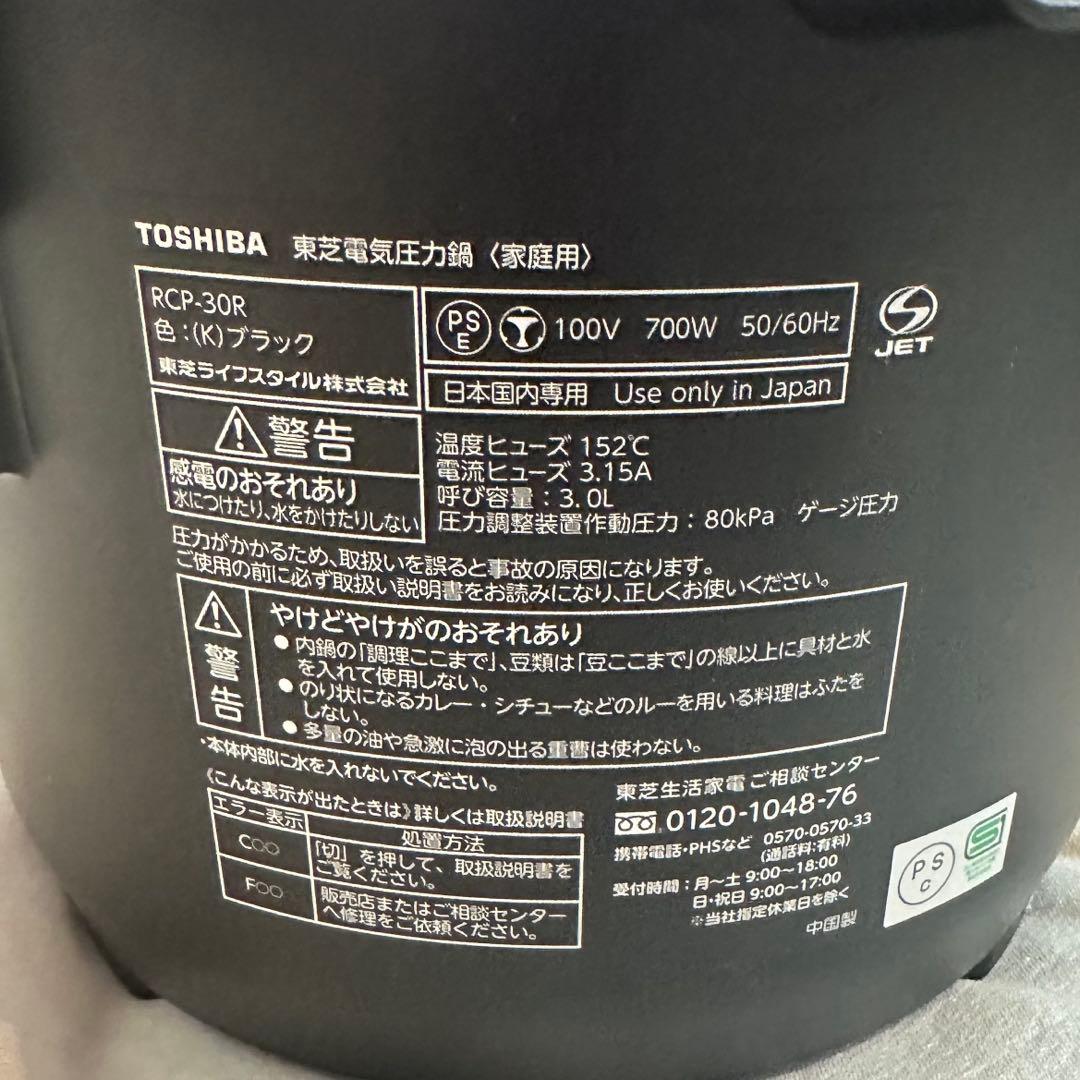 TOSHIBA 東芝電気圧力鍋〈家庭用〉
RCP-30R
色:(K)ブラック
東芝ライフスタイル株式会社
PS E 100V 700W 50/60Hz
S JET
日本国内専用 Use only in Japan
警告
感電のおそれあり
水につけたり、水をかけたりしない
温度ヒューズ 152℃
電流ヒューズ 3.15A
呼び容量:3.0L
圧力調整装置作動圧力:80kPa ゲージ圧力
圧力がかかるため、取扱いを誤ると事故の原因になります。
ご使用の前に必ず取扱い説明書をお読みになり、正しくお使いください。
警告
やけどやけがのおそれあり
●内鍋の「調理ここまで」、豆類は「豆ここまで」の線以上に具材と水
を入れて使用しない。
●のり状になるカレー・シチューなどのルーを用いる料理はふたを
しない。
●多量の油や急激に泡の出る重曹は使わない。
・本体内部に水を入れないでください。
《こんな表示が出たときは》詳しくは取扱説明書
エラー表示 処置方法
C○○ 「切」を押して、取扱説明書を
ご覧ください。
F○○ 販売店またはご相談センター
へ修理をご依頼ください。
東芝生活家電 ご相談センター
0120-1048-76
携帯電話・PHSなど 0570-0570-33
(通話料:有料)
受付時間:月〜土 9:00〜18:00
日・祝日 9:00〜17:00
※当社指定休業日を除く
中国製
PS C
S